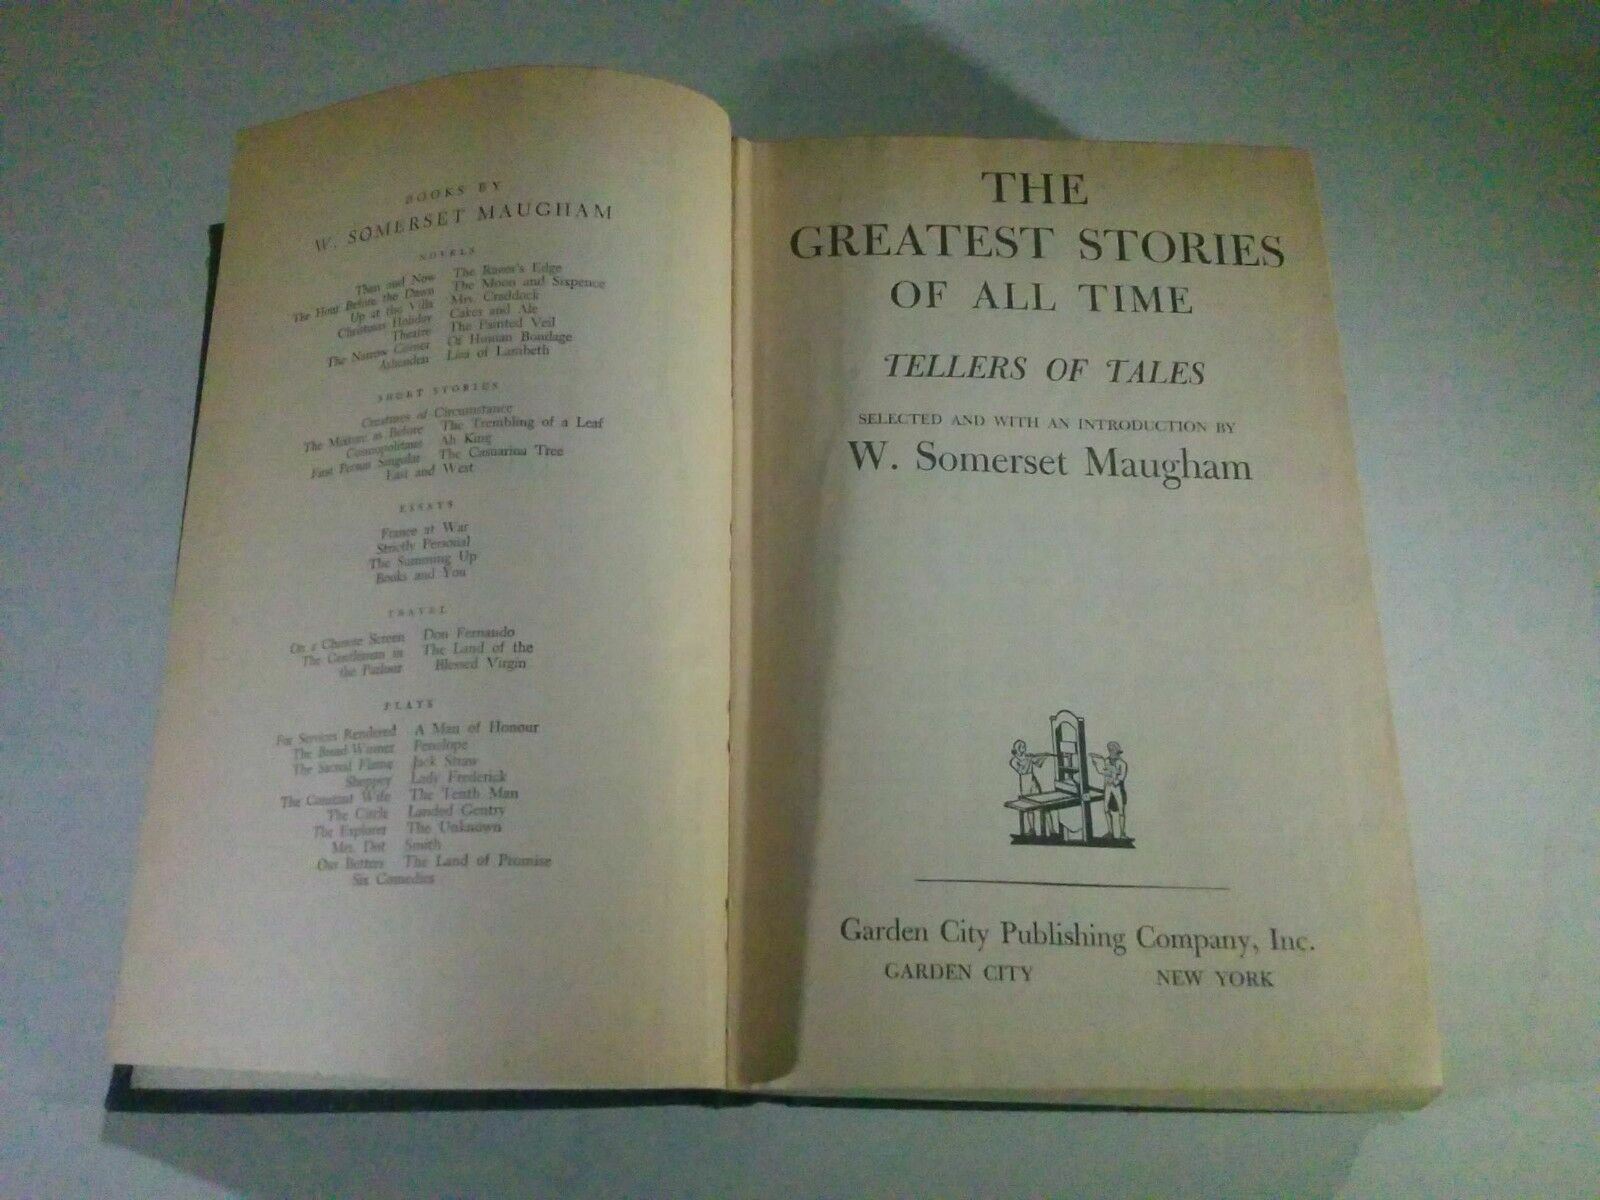 BOOKS BY
W. SOMERSET MAUGHAM
NOVELS
Then and Now The Razor's Edge
The Hour Before the Dawn The Moon and Sixpence
Up at the Villa Mrs. Craddock
Christmas Holiday Cakes and Ale
Theatre The Painted Veil
The Narrow Corner Of Human Bondage
Ashenden Liza of Lambeth
SHORT STORIES
Creatures of Circumstance
The Mixture as Before The Trembling of a Leaf
Cosmopolitans Ah King
First Person Singular The Casuarina Tree
East and West
ESSAYS
France at War
Strictly Personal
The Summing Up
Books and You
TRAVEL
On a Chinese Screen Don Fernando
The Gentleman in The Land of the
the Parlour Blessed Virgin
PLAYS
For Services Rendered A Man of Honour
The Bread-Winner Penelope
The Sacred Flame Jack Straw
Sheppey Lady Frederick
The Constant Wife The Tenth Man
The Circle Landed Gentry
The Explorer The Unknown
Mrs. Dot Smith
Our Betters The Land of Promise
Six Comedies
THE
GREATEST STORIES
OF ALL TIME
TELLERS OF TALES
SELECTED AND WITH AN INTRODUCTION BY
W. Somerset Maugham
Garden City Publishing Company, Inc.
GARDEN CITY NEW YORK